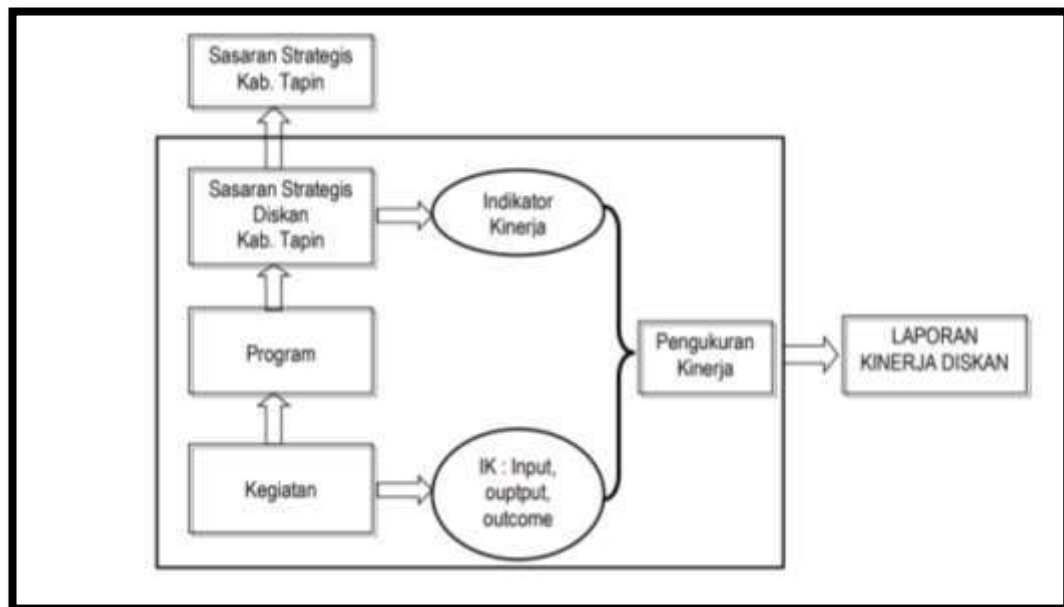 Sasaran Strategis
Kab. Tapin
Sasaran Strategis
Diskan
Kab. Tapin
Indikator
Kinerja
Program
Pengukuran
Kinerja
LAPORAN
KINERJA DISKAN
Kegiatan
IK : Input,
ouptput,
outcome